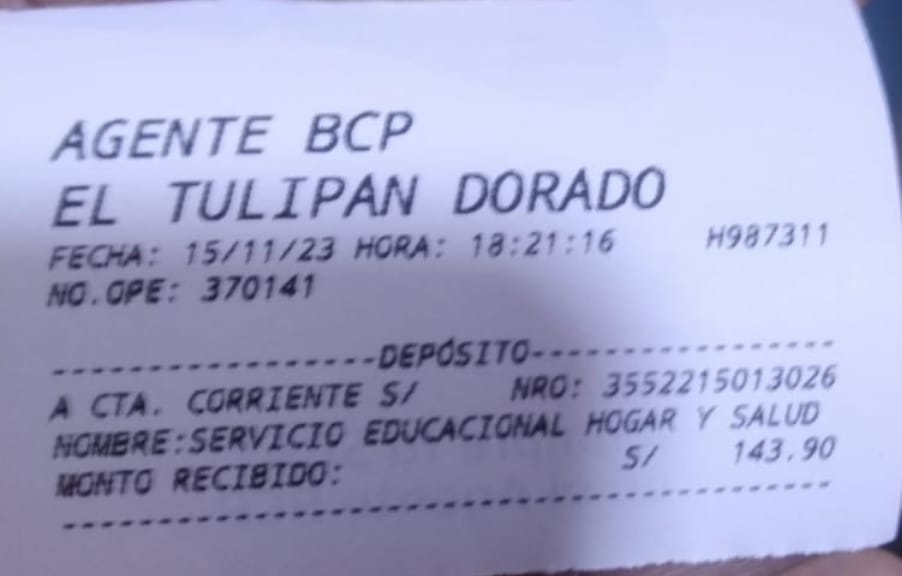 AGENTE BCP
EL TULIPAN DORADO
FECHA: 15/11/23 HORA: 18:21:16 H987311
NO.OPE: 370141
------------------DEPÓSITO-----------------
A CTA. CORRIENTE S/ NRO: 3552215013026
NOMBRE:SERVICIO EDUCACIONAL HOGAR Y SALUD
MONTO RECIBIDO: S/ 143.90
-------------------------------------------